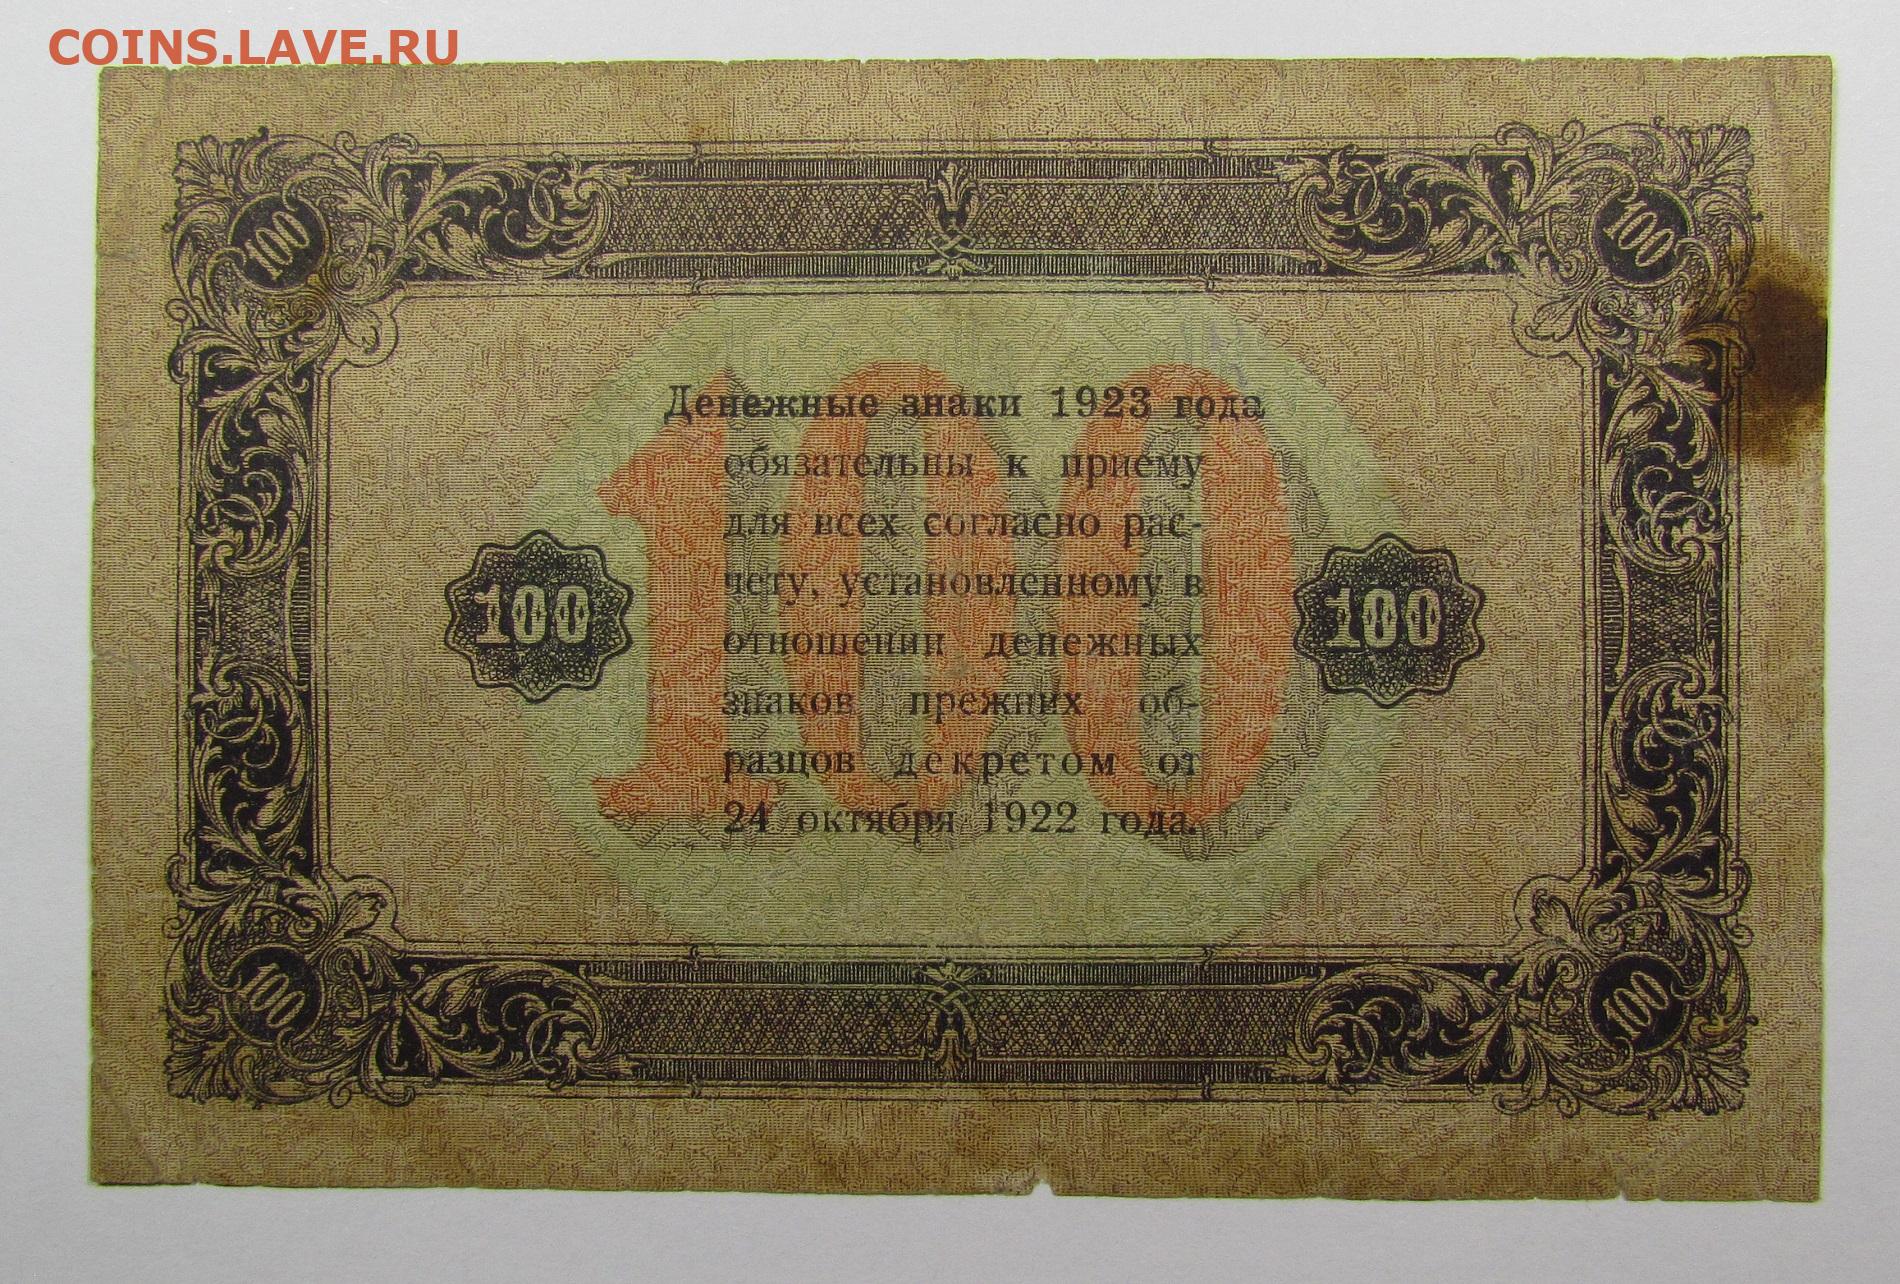 COINS.LAVE.RU
100
100
Денежные знаки 1923 года
обязательны к приему
для всех согласно рас-
чету, установленному в
100
100
100
отношении денежных
знаков прежних об-
разцов декретом от
24 октября 1922 года.
100
100